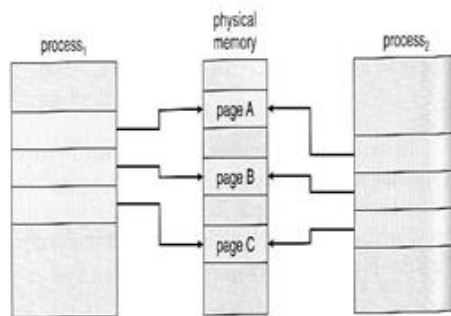 process₁
physical
memory
process₂
page A
page B
page C